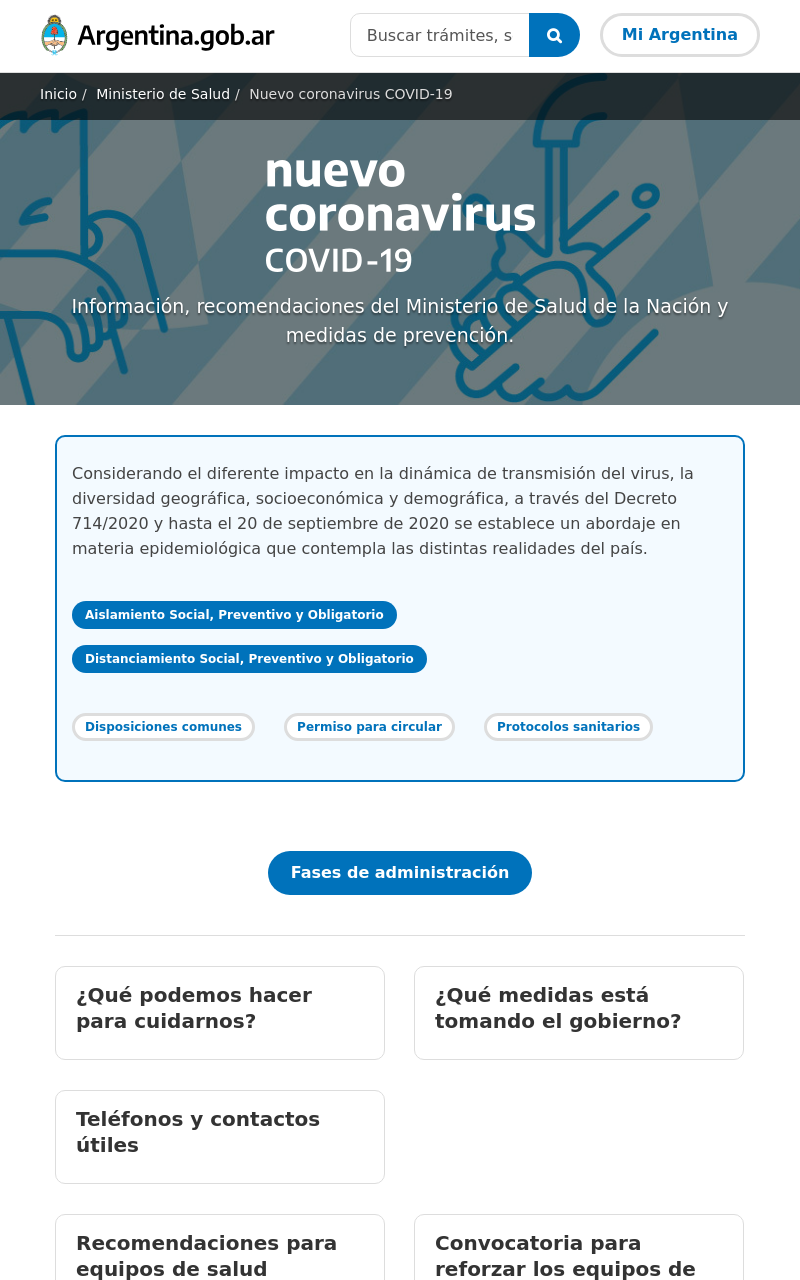 Argentina.gob.ar
Buscar trámites, s
Mi Argentina
Inicio / Ministerio de Salud / Nuevo coronavirus COVID-19
nuevo
coronavirus
COVID-19
Información, recomendaciones del Ministerio de Salud de la Nación y
medidas de prevención.
Considerando el diferente impacto en la dinámica de transmisión del virus, la
diversidad geográfica, socioeconómica y demográfica, a través del Decreto
714/2020 y hasta el 20 de septiembre de 2020 se establece un abordaje en
materia epidemiológica que contempla las distintas realidades del país.
Aislamiento Social, Preventivo y Obligatorio
Distanciamiento Social, Preventivo y Obligatorio
Disposiciones comunes
Permiso para circular
Protocolos sanitarios
Fases de administración
¿Qué podemos hacer
para cuidarnos?
¿Qué medidas está
tomando el gobierno?
Teléfonos y contactos
útiles
Recomendaciones para
equipos de salud
Convocatoria para
reforzar los equipos de